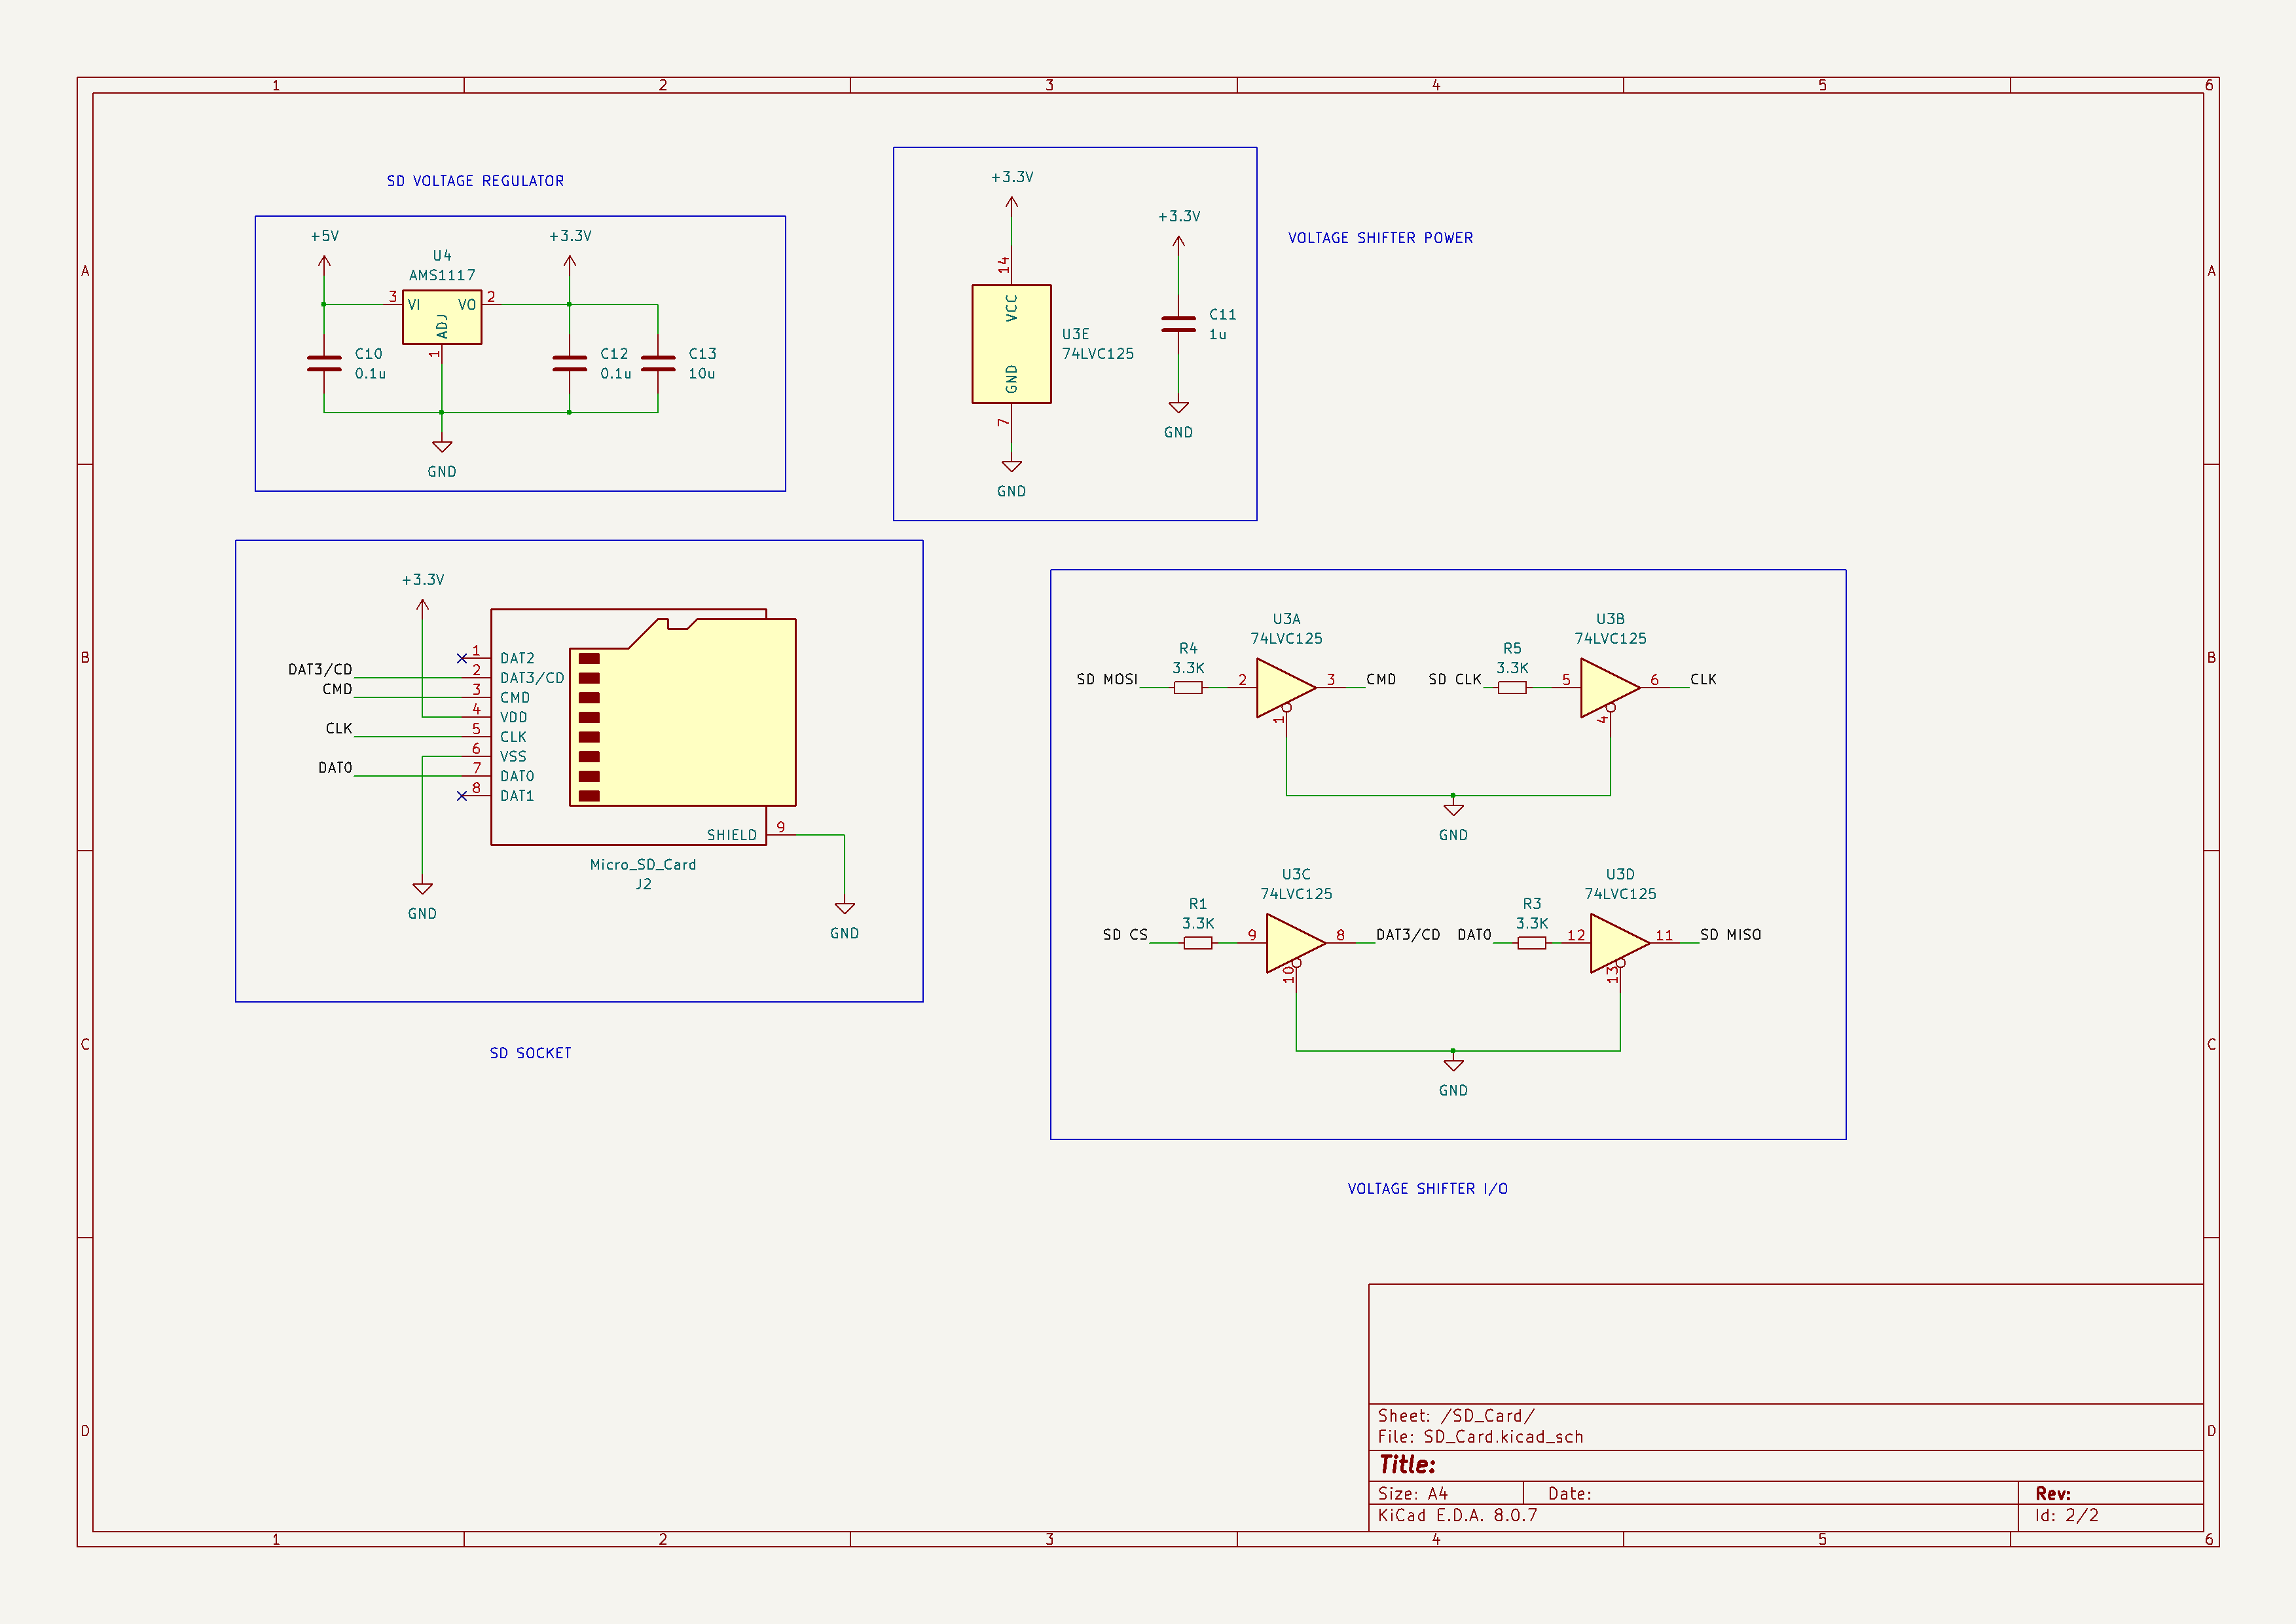 1 2 3 4 5 6
A
B
C
D
A
B
C
D
SD VOLTAGE REGULATOR
+5V
+3.3V
U4
AMS1117
3 VI VO 2
ADJ
1
C10
0.1u
C12
0.1u
C13
10u
GND
+3.3V
14
VCC
GND
7
U3E
74LVC125
GND
+3.3V
C11
1u
GND
VOLTAGE SHIFTER POWER
+3.3V
DAT3/CD
CMD
CLK
DAT0
1 DAT2
2 DAT3/CD
3 CMD
4 VDD
5 CLK
6 VSS
7 DAT0
8 DAT1
SHIELD 9
Micro_SD_Card
J2
GND
GND
SD SOCKET
U3A
74LVC125
R4
3.3K
SD MOSI 2 3 CMD
1
U3B
74LVC125
R5
3.3K
SD CLK 5 6 CLK
4
GND
U3C
74LVC125
R1
3.3K
SD CS 9 8 DAT3/CD
10
U3D
74LVC125
R3
3.3K
DAT0 12 11 SD MISO
13
GND
VOLTAGE SHIFTER I/O
Sheet: /SD_Card/
File: SD_Card.kicad_sch
Title:
Size: A4 Date: Rev:
KiCad E.D.A. 8.0.7 Id: 2/2
1 2 3 4 5 6